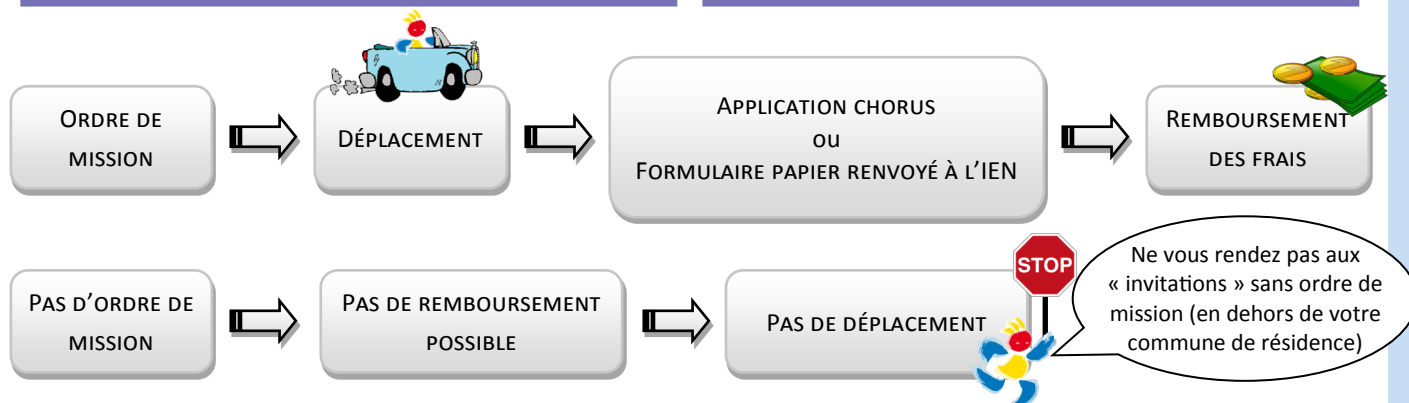 ORDRE DE
MISSION
DÉPLACEMENT
APPLICATION CHORUS
OU
FORMULAIRE PAPIER RENVOYÉ À L'IEN
REMBOURSEMENT
DES FRAIS
PAS D'ORDRE DE
MISSION
PAS DE REMBOURSEMENT
POSSIBLE
PAS DE DÉPLACEMENT
STOP
Ne vous rendez pas aux
« invitations » sans ordre de
mission (en dehors de votre
commune de résidence)